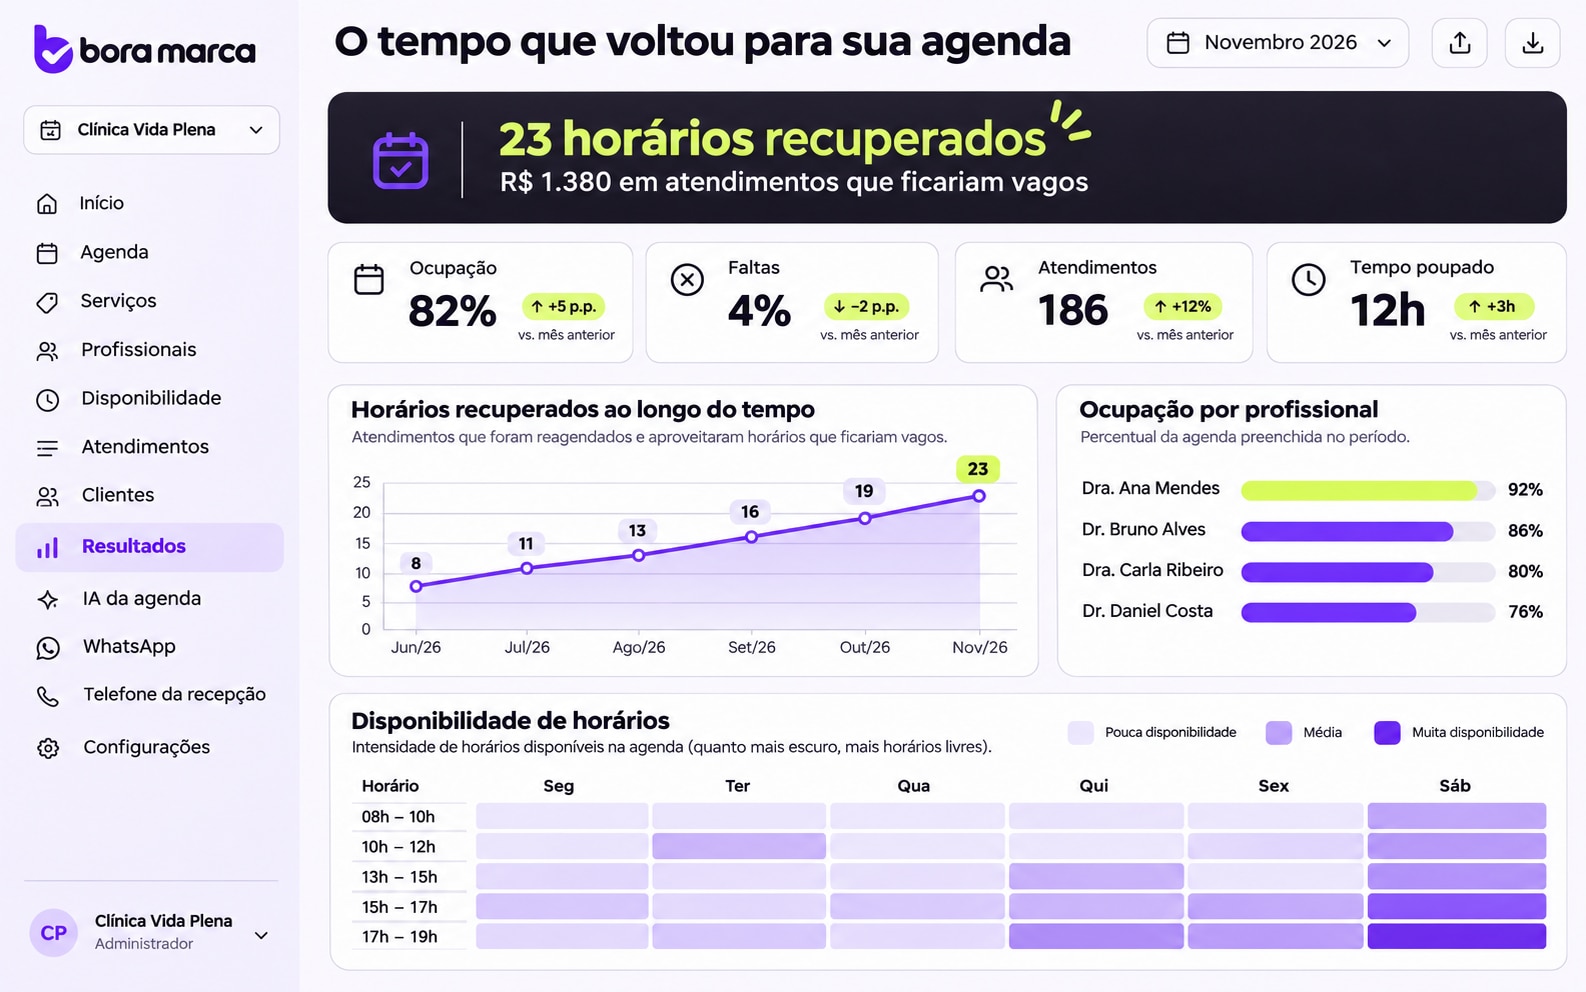 bora marca
Clínica Vida Plena
Início
Agenda
Serviços
Profissionais
Disponibilidade
Atendimentos
Clientes
Resultados
IA da agenda
WhatsApp
Telefone da recepção
Configurações
CP
Clínica Vida Plena
Administrador
O tempo que voltou para sua agenda
Novembro 2026
23 horários recuperados
R$ 1.380 em atendimentos que ficariam vagos
Ocupação
82%
↑ +5 p.p.
vs. mês anterior
Faltas
4%
↓ −2 p.p.
vs. mês anterior
Atendimentos
186
↑ +12%
vs. mês anterior
Tempo poupado
12h
↑ +3h
vs. mês anterior
Horários recuperados ao longo do tempo
Atendimentos que foram reagendados e aproveitaram horários que ficariam vagos.
25
20
15
10
5
0
8
11
13
16
19
23
Jun/26
Jul/26
Ago/26
Set/26
Out/26
Nov/26
Ocupação por profissional
Percentual da agenda preenchida no período.
Dra. Ana Mendes 92%
Dr. Bruno Alves 86%
Dra. Carla Ribeiro 80%
Dr. Daniel Costa 76%
Disponibilidade de horários
Intensidade de horários disponíveis na agenda (quanto mais escuro, mais horários livres).
Pouca disponibilidade
Média
Muita disponibilidade
Horário Seg Ter Qua Qui Sex Sáb
08h – 10h
10h – 12h
13h – 15h
15h – 17h
17h – 19h